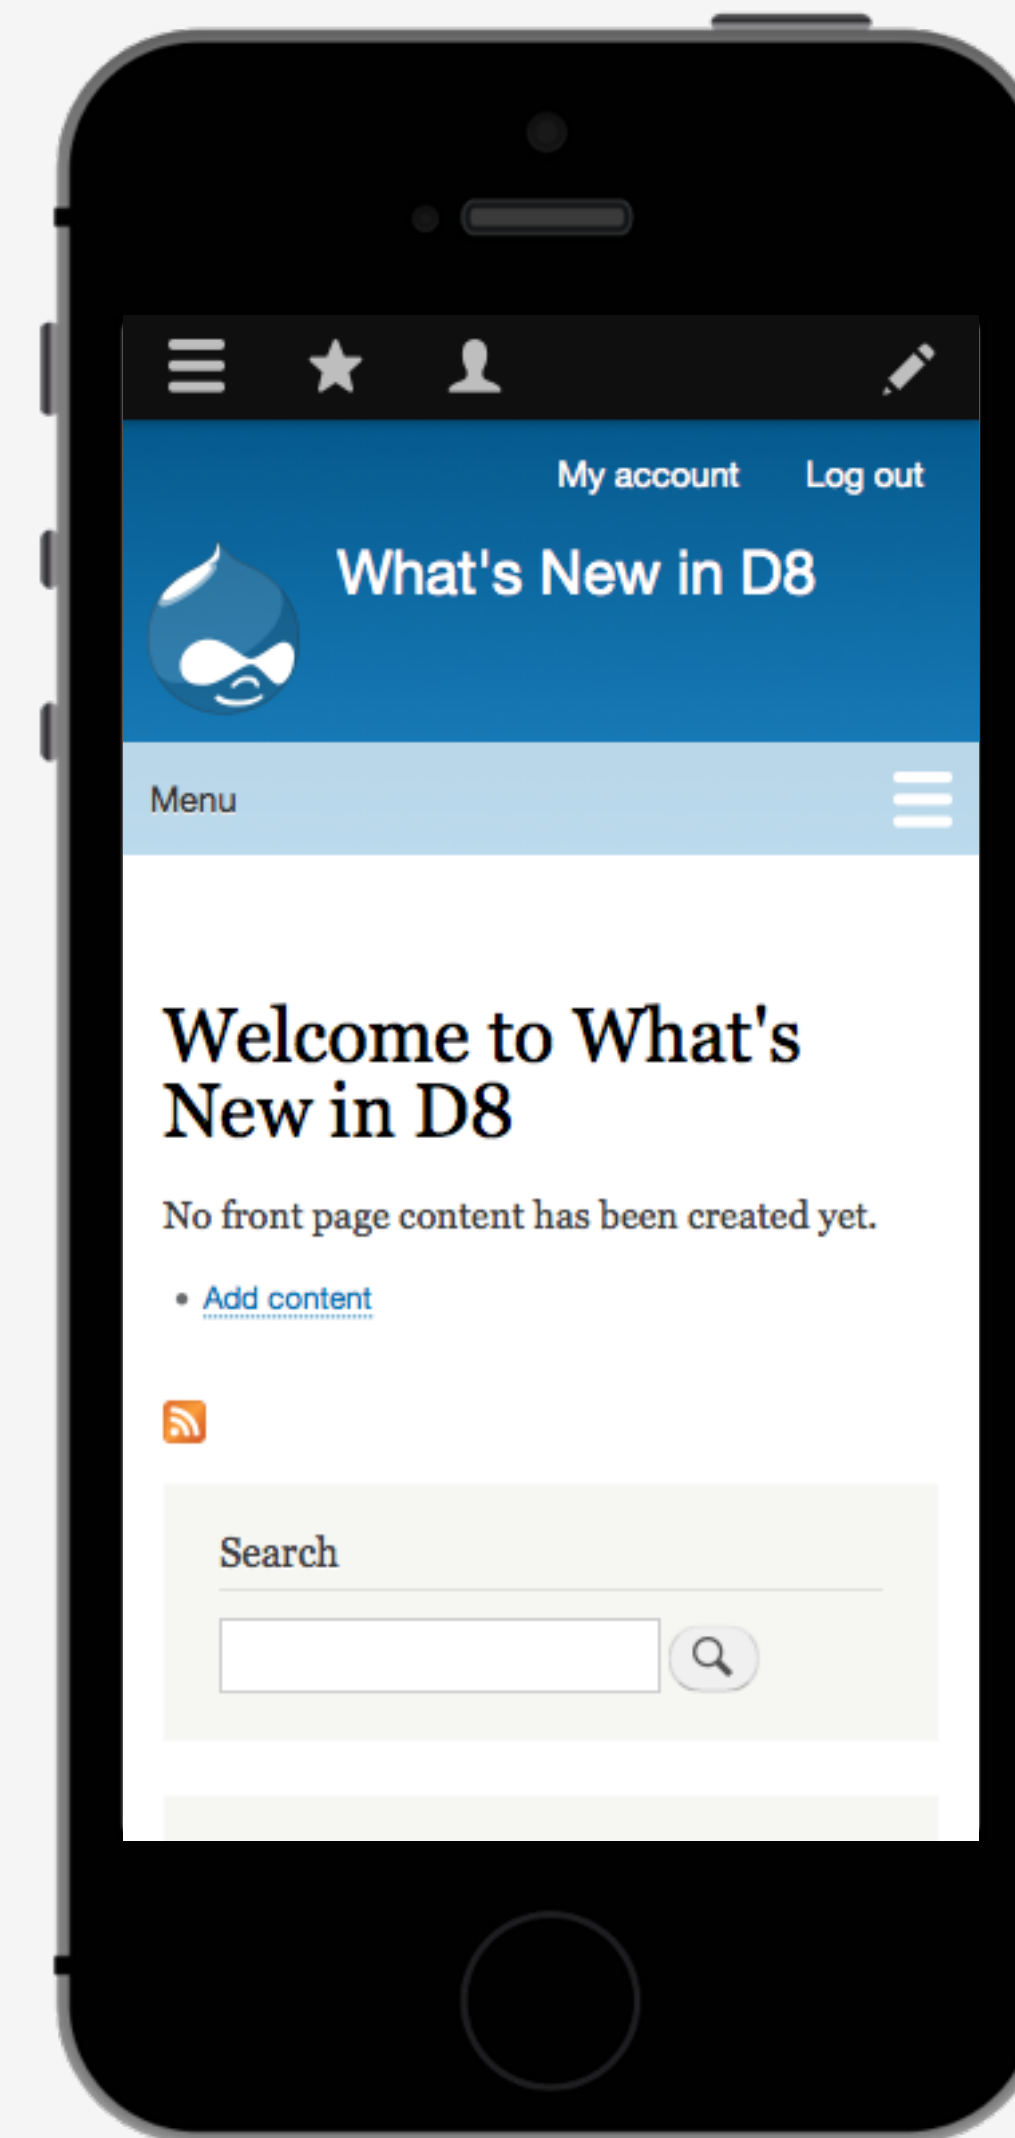 My account Log out
What's New in D8
Menu
Welcome to What's
New in D8
No front page content has been created yet.
• Add content
Search